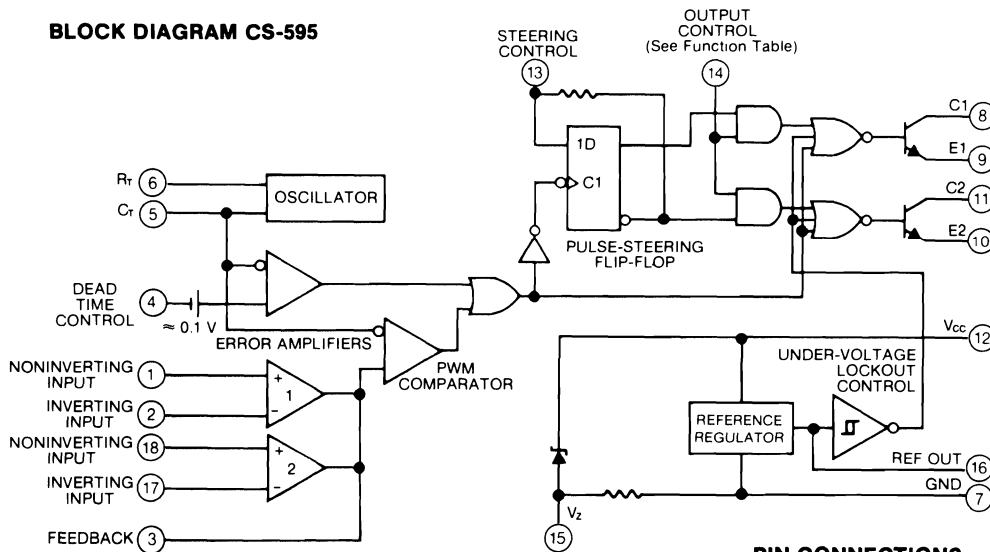 BLOCK DIAGRAM CS-595
STEERING
CONTROL
13
OUTPUT
CONTROL
(See Function Table)
14
C1
8
E1
9
C2
11
E2
10
1D
C1
PULSE-STEERING
FLIP-FLOP
RT
6
CT
5
OSCILLATOR
DEAD
TIME
CONTROL
4
≈ 0.1 V
ERROR AMPLIFIERS
PWM
COMPARATOR
NONINVERTING
INPUT
1
+
-
1
INVERTING
INPUT
2
NONINVERTING
INPUT
18
+
-
2
INVERTING
INPUT
17
FEEDBACK
3
Vcc
12
UNDER-VOLTAGE
LOCKOUT
CONTROL
REFERENCE
REGULATOR
REF OUT
16
GND
7
Vz
15